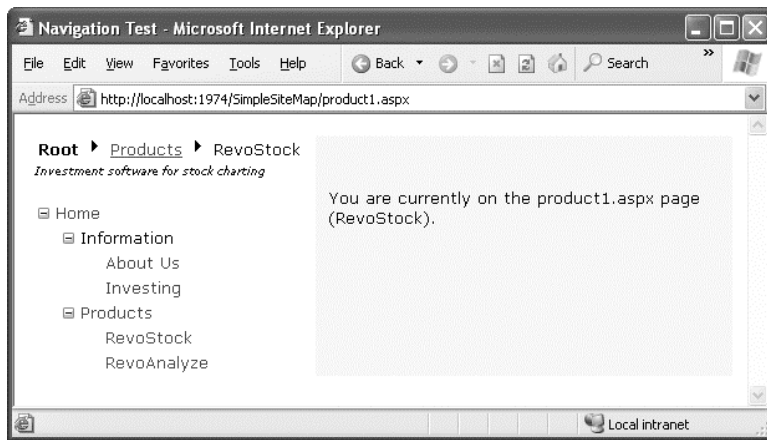 Navigation Test - Microsoft Internet Explorer
File Edit View Favorites Tools Help Back Search »
Address http://localhost:1974/SimpleSiteMap/product1.aspx
Root Products RevoStock
Investment software for stock charting
Home
Information
About Us
Investing
Products
RevoStock
RevoAnalyze
You are currently on the product1.aspx page
(RevoStock).
Local intranet